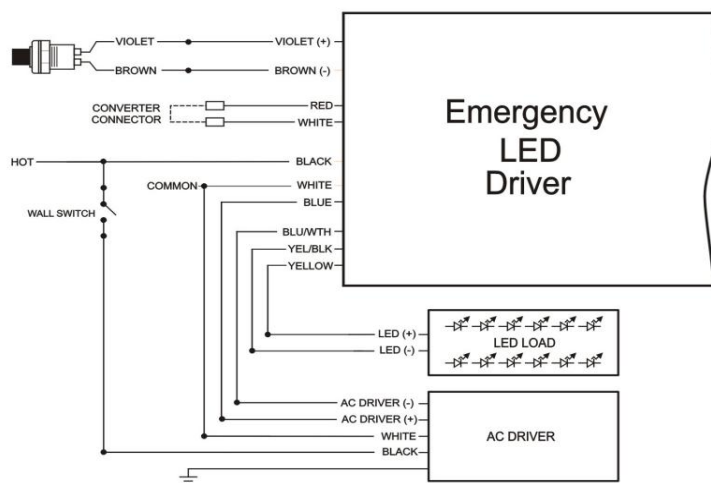 VIOLET VIOLET (+)
BROWN BROWN (-)
CONVERTER
CONNECTOR
RED
WHITE
HOT BLACK
COMMON WHITE
BLUE
WALL SWITCH
BLU/WTH
YEL/BLK
YELLOW
Emergency
LED
Driver
LED (+)
LED (-)
LED LOAD
AC DRIVER (-)
AC DRIVER (+)
WHITE
BLACK
AC DRIVER